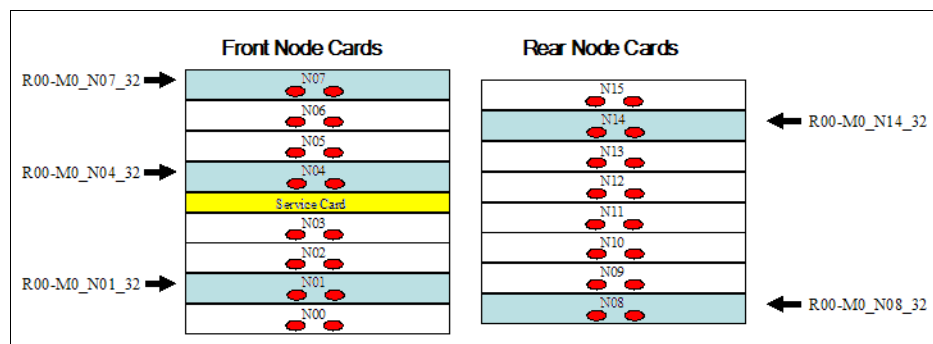 Front Node Cards
Rear Node Cards
R00-M0_N07_32
N07
N06
N05
R00-M0_N04_32
N04
Service Card
N03
N02
R00-M0_N01_32
N01
N00
N15
N14
R00-M0_N14_32
N13
N12
N11
N10
N09
N08
R00-M0_N08_32